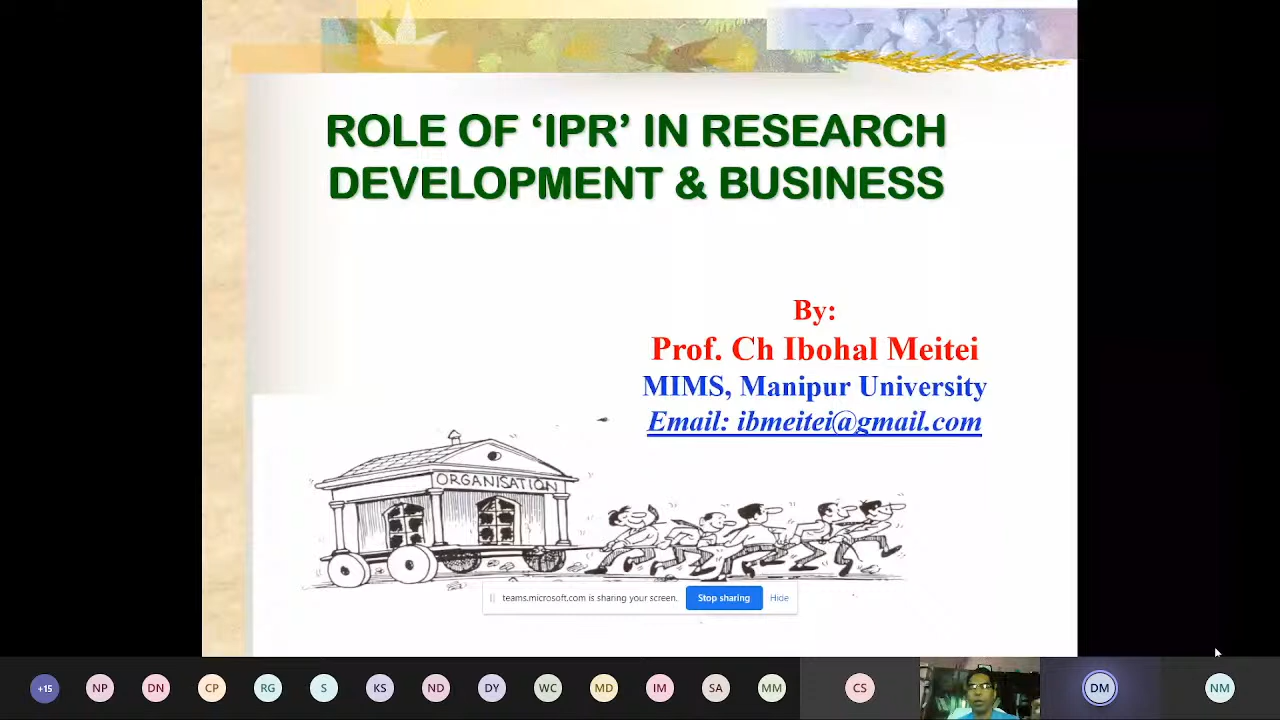 ROLE OF ‘IPR’ IN RESEARCH
DEVELOPMENT & BUSINESS
By:
Prof. Ch Ibohal Meitei
MIMS, Manipur University
Email: ibmeitei@gmail.com
ORGANISATION
teams.microsoft.com is sharing your screen.
Stop sharing
Hide
+15
NP
DN
CP
RG
S
KS
ND
DY
WC
MD
IM
SA
MM
CS
DM
NM